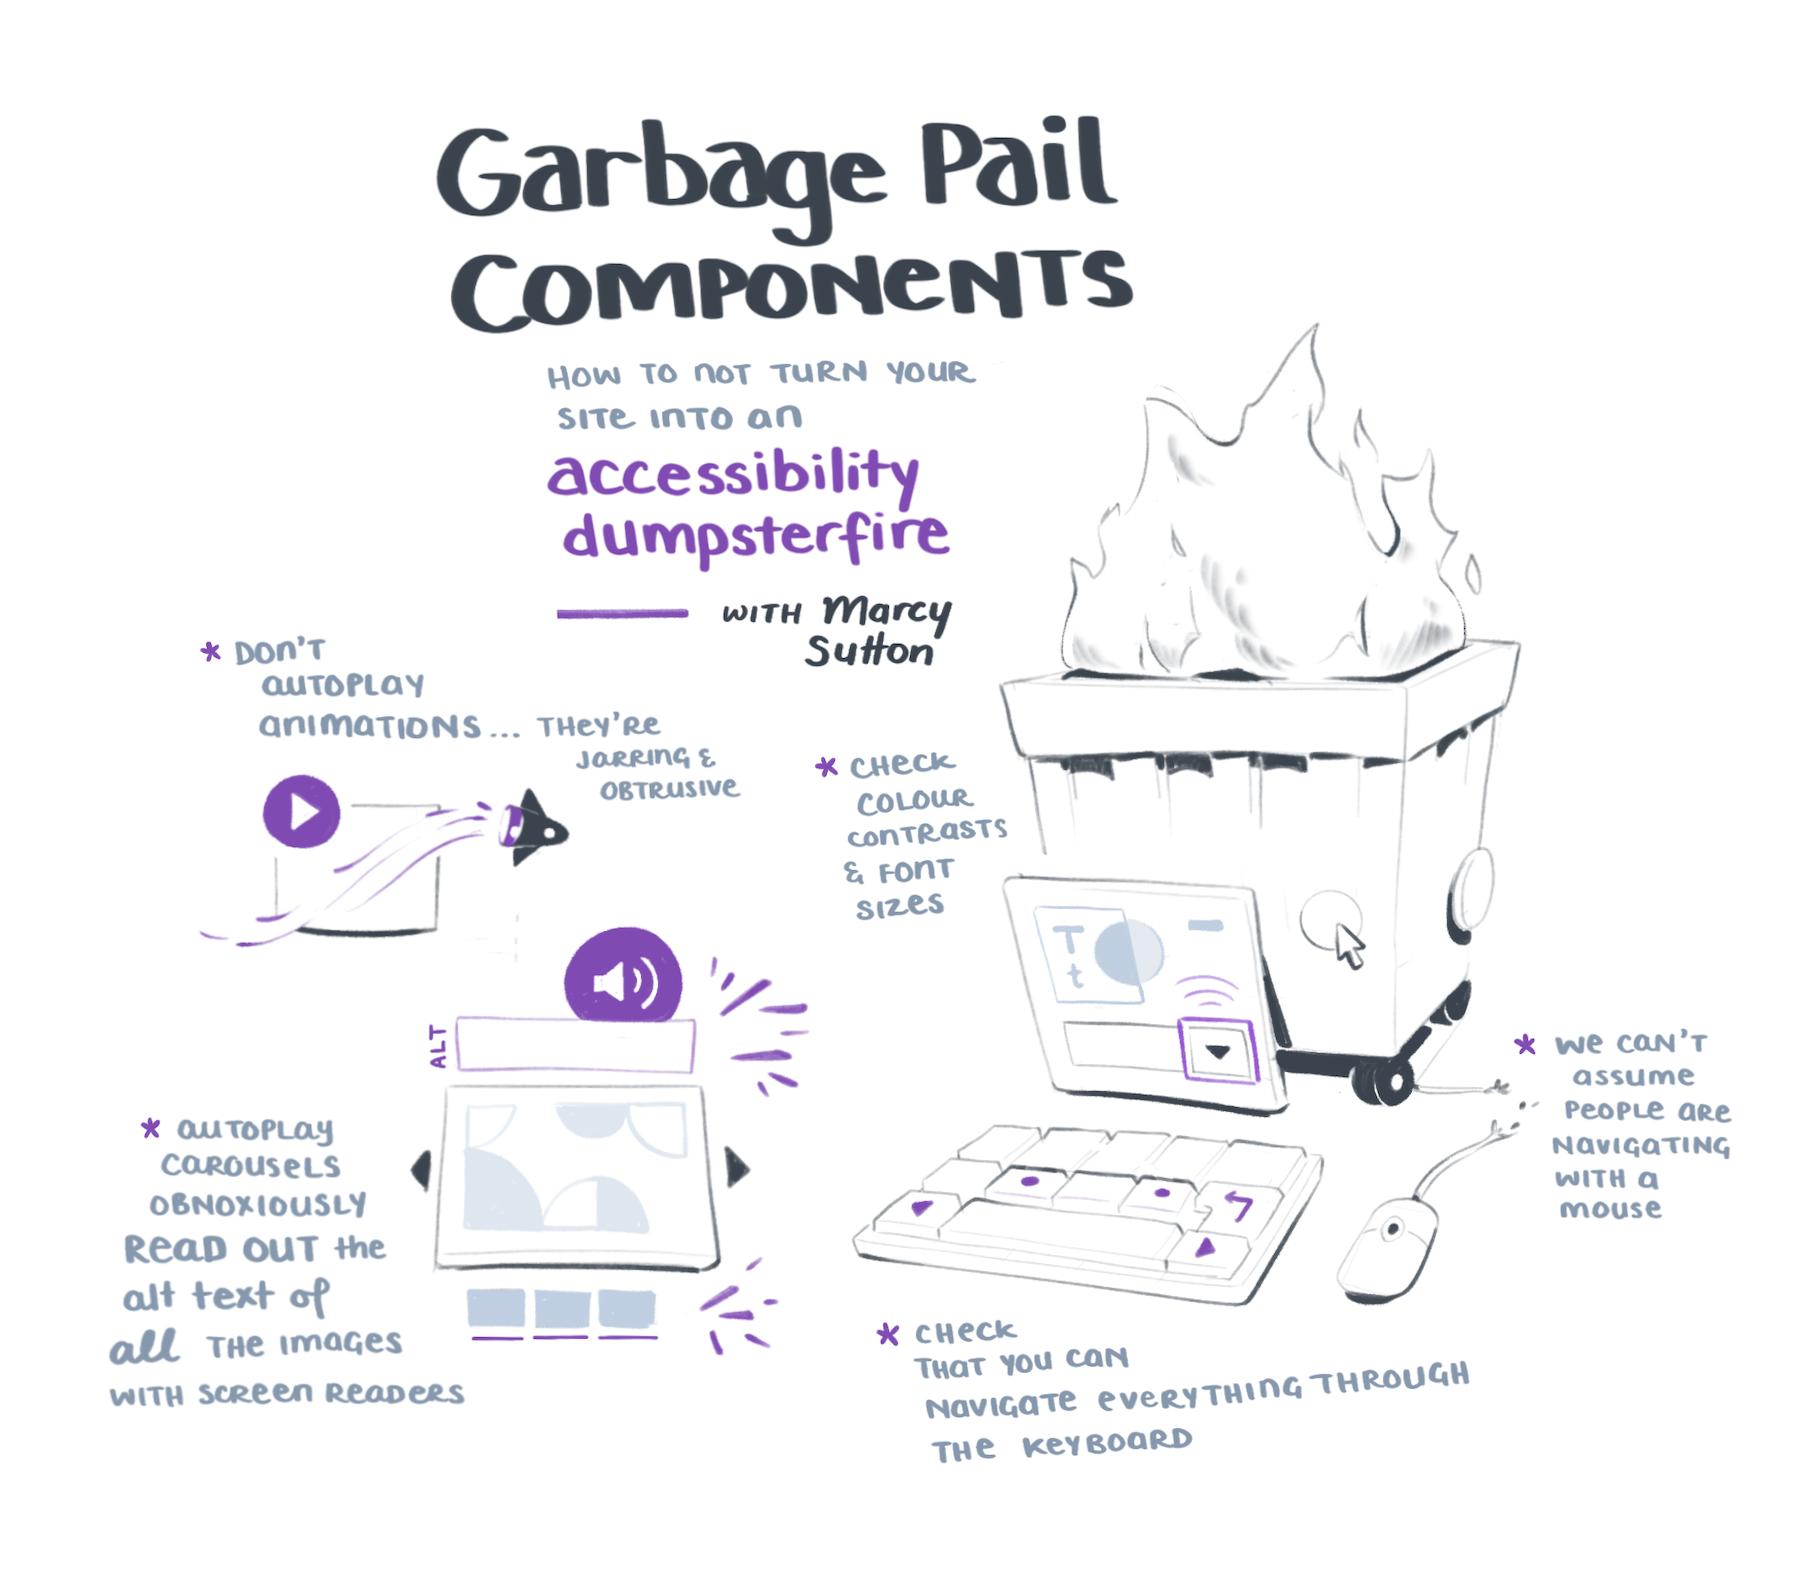 Garbage Pail
COMPONENTS
HOW TO NOT TURN YOUR
SITE INTO an
accessibility
dumpsterfire
WITH Marcy
Sutton
* DON'T
AUTOPLAY
ANIMATIONS... THEY'RE
JARRING &
OBTRUSIVE
* CHECK
COLOUR
CONTRASTS
& FONT
SIZES
T
t
ALT
* AUTOPLAY
CAROUSELS
OBNOXIOUSLY
READ OUT the
alt text of
all THE IMAGES
WITH SCREEN READERS
* WE CAN'T
ASSUME
PEOPLE ARE
NAVIGATING
WITH A
MOUSE
* CHECK
THAT YOU CAN
NAVIGATE EVERYTHING THROUGH
THE KEYBOARD